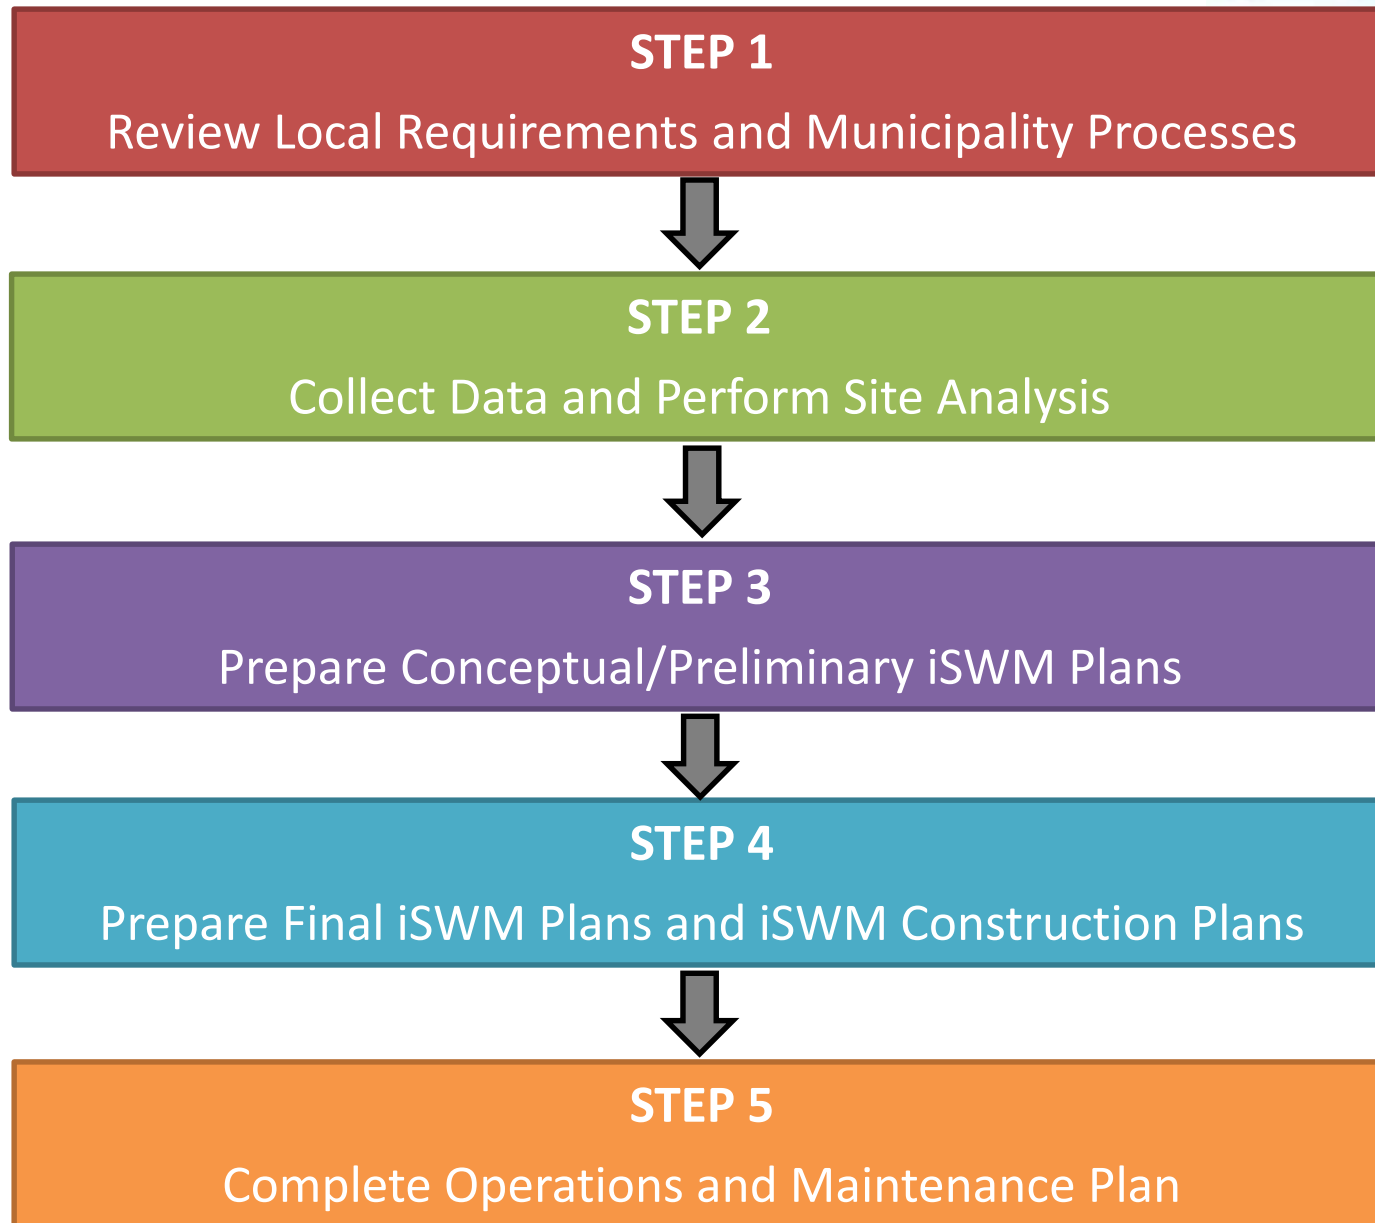 STEP 1
Review Local Requirements and Municipality Processes
STEP 2
Collect Data and Perform Site Analysis
STEP 3
Prepare Conceptual/Preliminary iSWM Plans
STEP 4
Prepare Final iSWM Plans and iSWM Construction Plans
STEP 5
Complete Operations and Maintenance Plan